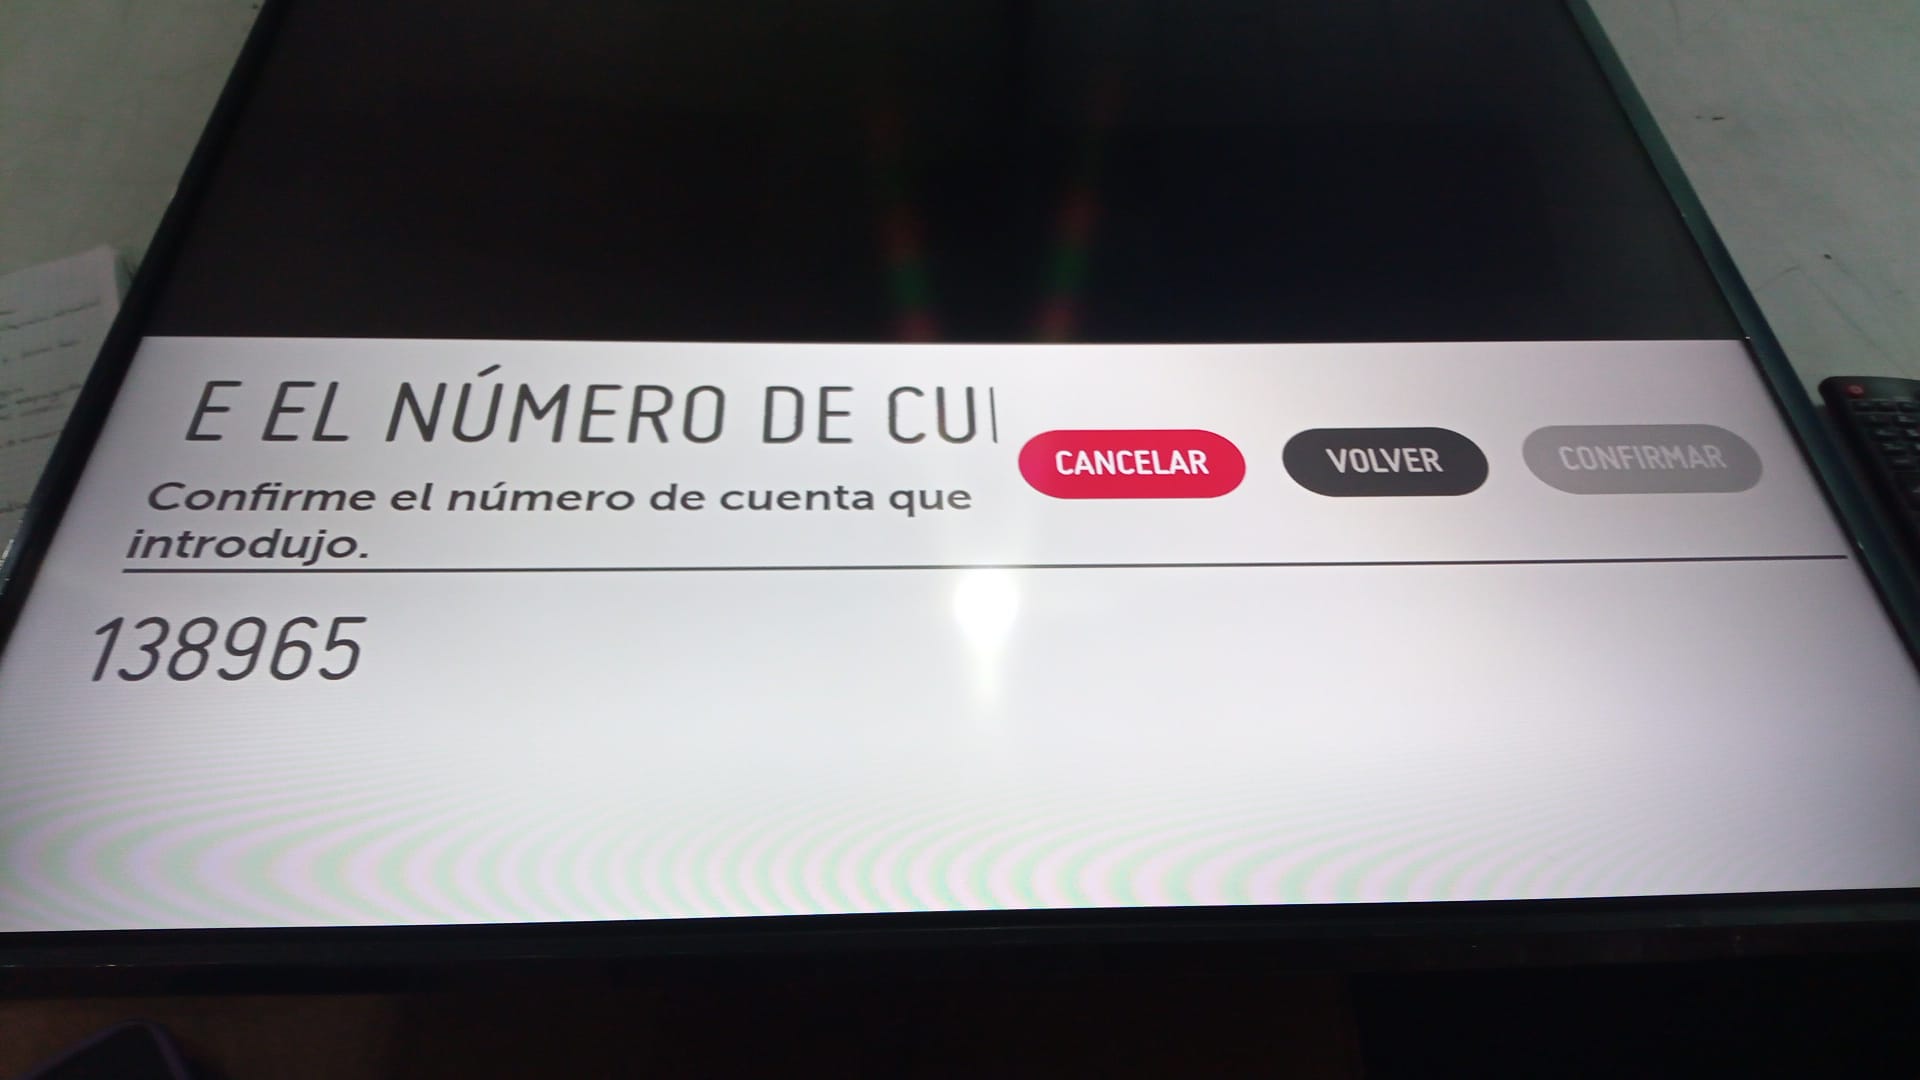 E EL NÚMERO DE CU
Confirme el número de cuenta que
introdujo.
CANCELAR
VOLVER
CONFIRMAR
138965